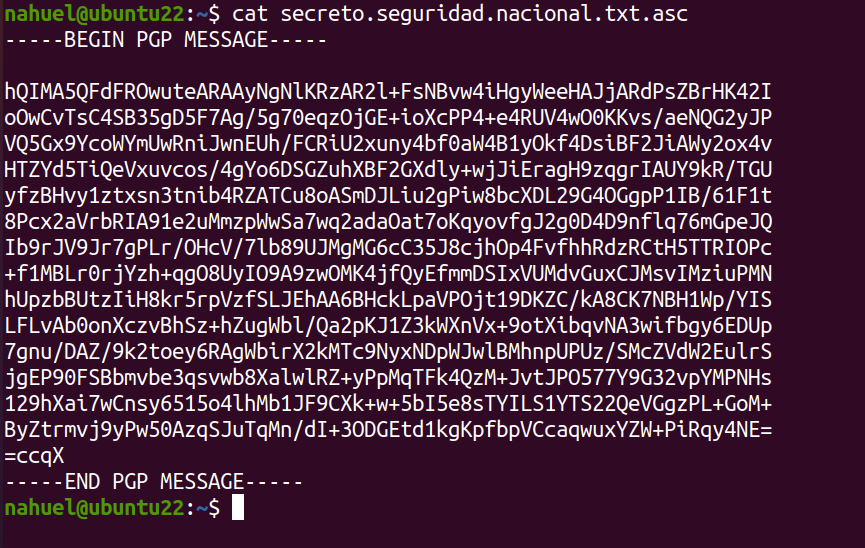 nahuel@ubuntu22:~$ cat secreto.seguridad.nacional.txt.asc
-----BEGIN PGP MESSAGE-----
hQIMA5QFdFROwuteARAAyNgNlKRzAR2l+FsNBvw4iHgyWeeHAJjARdPsZBrHK42I
oOwCvTsC4SB35gD5F7Ag/5g70eqzOjGE+ioXcPP4+e4RUV4wO0KKvs/aeNQG2yJP
VQ5Gx9YcoWYmUwRniJwnEUh/FCRiU2xuny4bf0aW4B1yOkf4DsiBF2JiAWy2ox4v
HTZYd5TiQeVxuvcos/4gYo6DSGZuhXBF2GXdly+wjJiEragH9zqgrIAUY9kR/TGU
yfzBHvy1ztxsn3tnib4RZATCu8oASmDJLiu2gPiw8bcXDL29G4OGgpP1IB/61F1t
8Pcx2aVrbRIA91e2uMmzpWwSa7wq2adaOat7oKqyovfgJ2g0D4D9nflq76mGpeJQ
Ib9rJV9Jr7gPLr/OHcV/7lb89UJMgMG6cC35J8cjhOp4FvfhhRdzRCtH5TTRIOPc
+f1MBLr0rjYzh+qgO8UyIO9A9zwOMK4jfQyEfmmDSIxVUMdvGuxCJMsvIMziuPMN
hUpzbBUtzIiH8kr5rpVzfSLJEhAA6BHckLpaVPOjt19DKZC/kA8CK7NBH1Wp/YIS
LFLvAb0onXczvBhSz+hZugWbl/Qa2pKJ1Z3kWXnVx+9otXibqvNA3wifbgy6EDUp
7gnu/DAZ/9k2toey6RAgWbirX2kMTc9NyxNDpWJwlBMhnpUPUz/SMcZVdW2EulrS
jgEP90FSBbmvbe3qsvwb8XalwlRZ+yPpMqTFk4QzM+JvtJPO577Y9G32vpYMPNHs
129hXai7wCnsy6515o4lhMb1JF9CXk+w+5bI5e8sTYILS1YTS22QeVGgzPL+GoM+
ByZtrmvj9yPw50AzqSJuTqMn/dI+3ODGEtd1kgKpfbpVCcaqwuxYZW+PiRqy4NE=
=ccqX
-----END PGP MESSAGE-----
nahuel@ubuntu22:~$